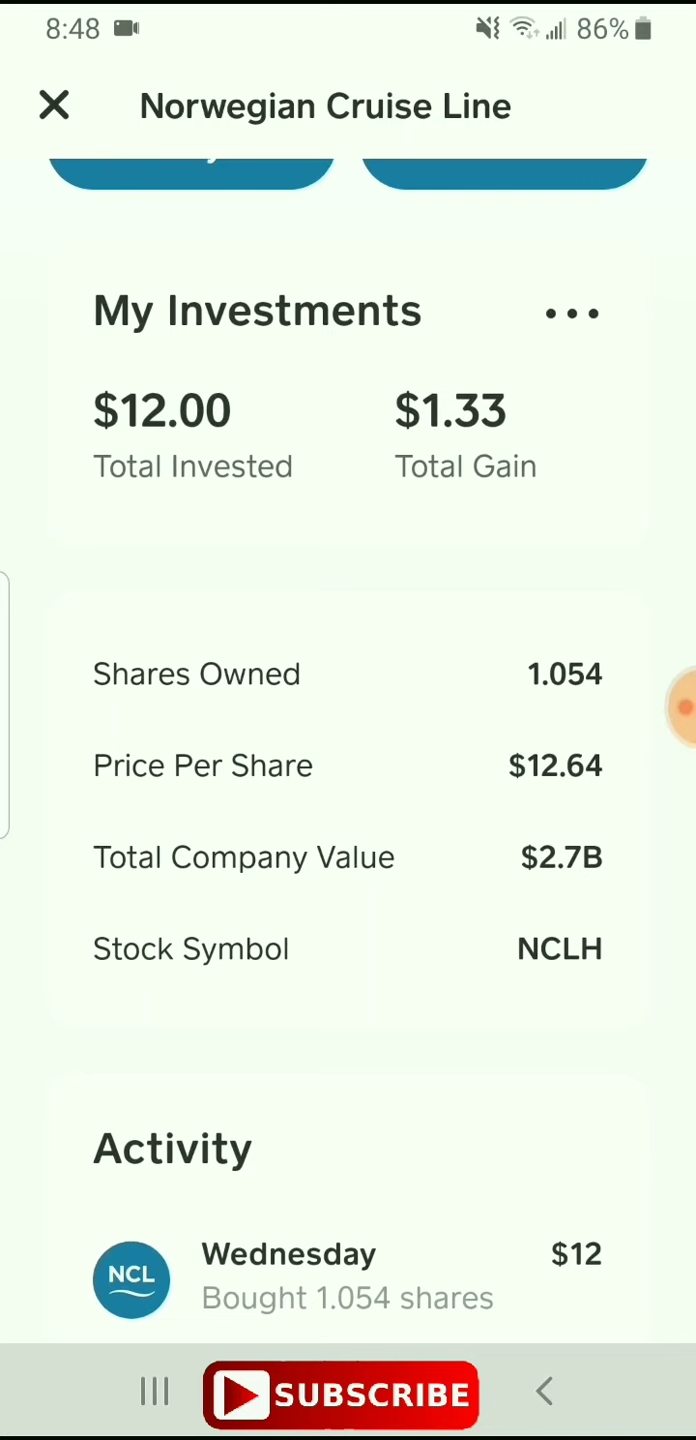 8:48 86%
Norwegian Cruise Line
My Investments
$12.00 $1.33
Total Invested Total Gain
Shares Owned 1.054
Price Per Share $12.64
Total Company Value $2.7B
Stock Symbol NCLH
Activity
Wednesday $12
NCL
Bought 1.054 shares
SUBSCRIBE